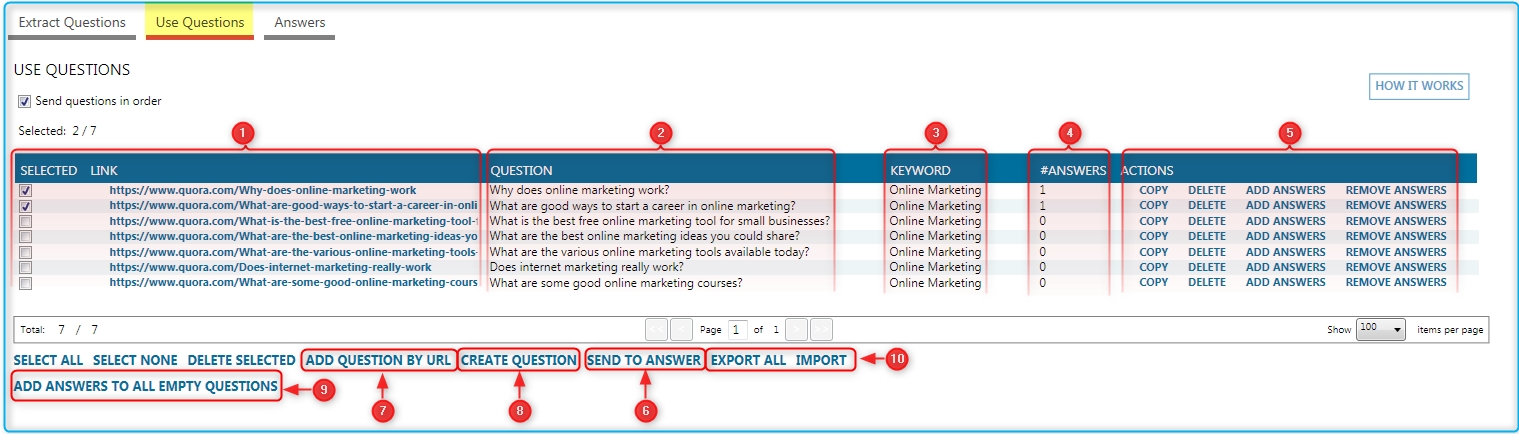 Extract Questions Use Questions Answers
USE QUESTIONS
HOW IT WORKS
Send questions in order
Selected: 2 / 7
1 2 3 4 5
SELECTED LINK QUESTION KEYWORD #ANSWERS ACTIONS
https://www.quora.com/Why-does-online-marketing-work Why does online marketing work? Online Marketing 1 COPY DELETE ADD ANSWERS REMOVE ANSWERS
https://www.quora.com/What-are-good-ways-to-start-a-career-in-onli What are good ways to start a career in online marketing? Online Marketing 1 COPY DELETE ADD ANSWERS REMOVE ANSWERS
https://www.quora.com/What-is-the-best-free-online-marketing-tool-f What is the best free online marketing tool for small businesses? Online Marketing 0 COPY DELETE ADD ANSWERS REMOVE ANSWERS
https://www.quora.com/What-are-the-best-online-marketing-ideas-yo What are the best online marketing ideas you could share? Online Marketing 0 COPY DELETE ADD ANSWERS REMOVE ANSWERS
https://www.quora.com/What-are-the-various-online-marketing-tools- What are the various online marketing tools available today? Online Marketing 0 COPY DELETE ADD ANSWERS REMOVE ANSWERS
https://www.quora.com/Does-internet-marketing-really-work Does internet marketing really work? Online Marketing 0 COPY DELETE ADD ANSWERS REMOVE ANSWERS
https://www.quora.com/What-are-some-good-online-marketing-cours What are some good online marketing courses? Online Marketing 0 COPY DELETE ADD ANSWERS REMOVE ANSWERS
Total: 7 / 7 << < Page 1 of 1 > >> Show 100 items per page
SELECT ALL SELECT NONE DELETE SELECTED ADD QUESTION BY URL CREATE QUESTION SEND TO ANSWER EXPORT ALL IMPORT 10
ADD ANSWERS TO ALL EMPTY QUESTIONS 9
7 8 6